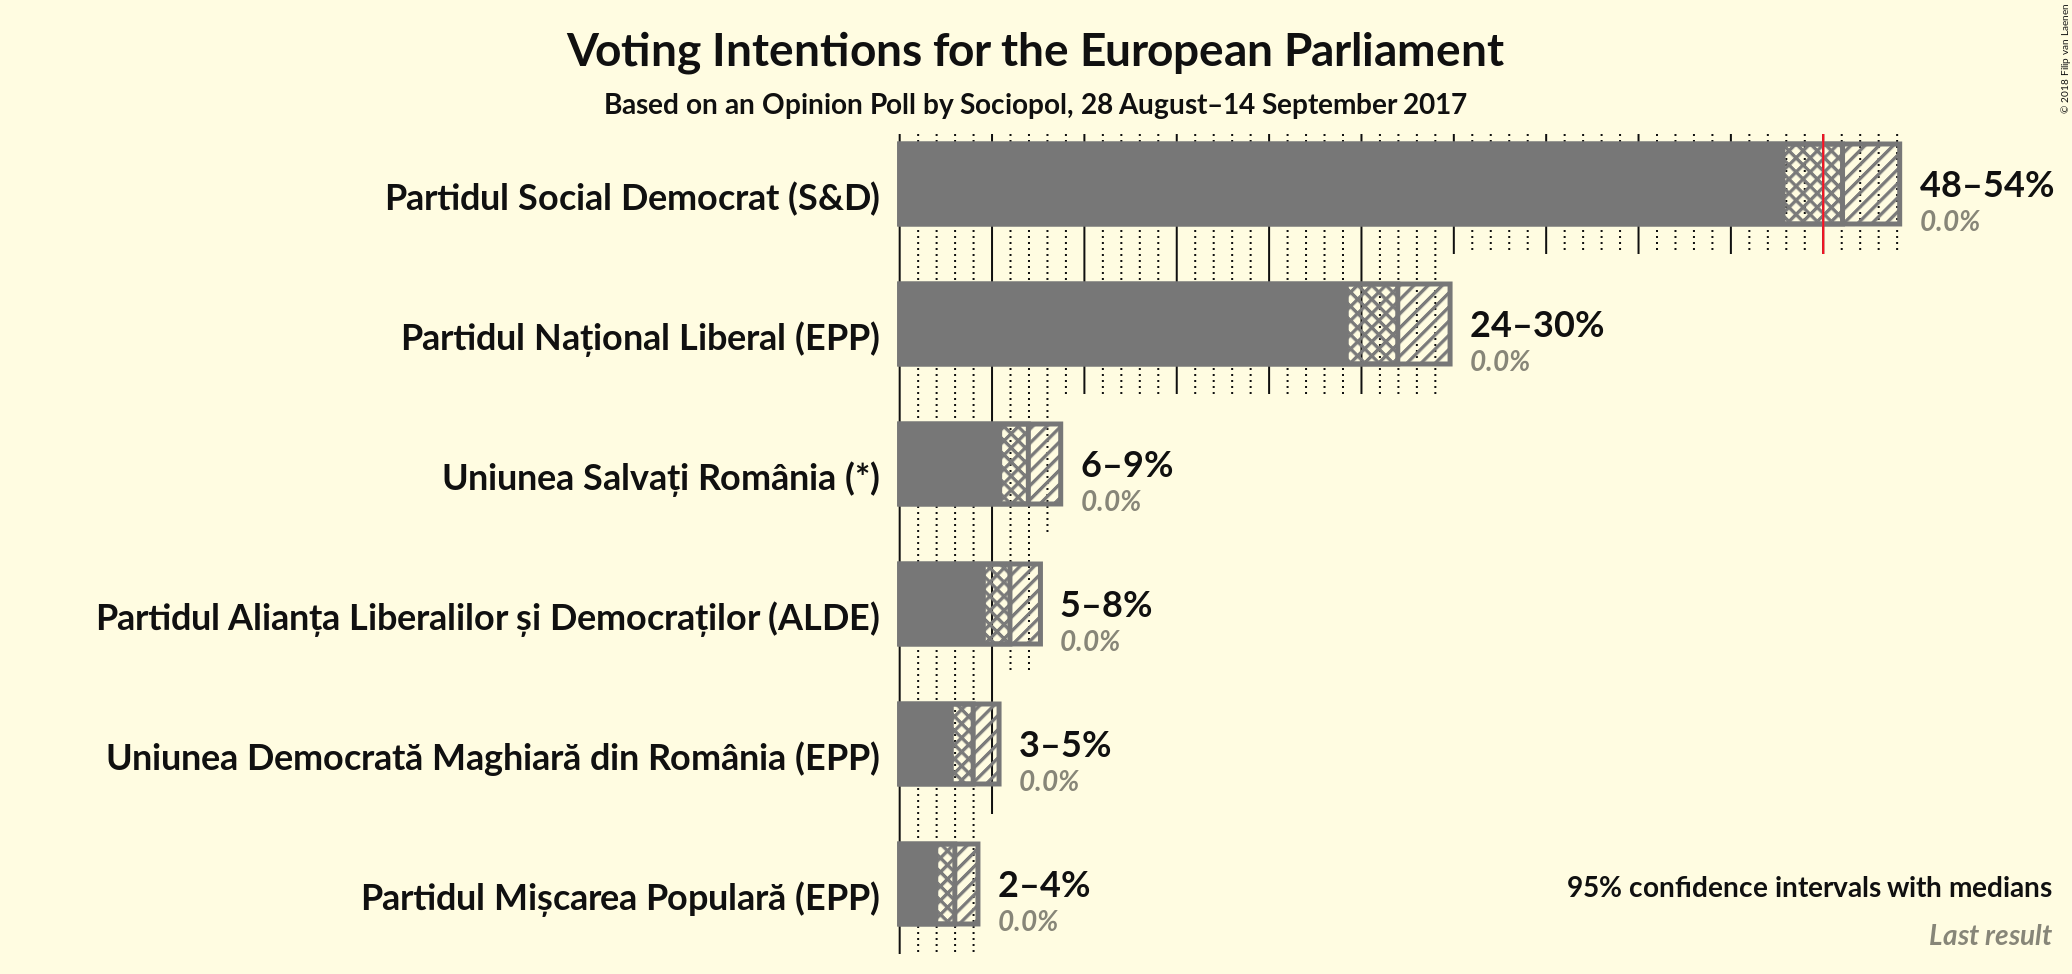 Voting Intentions for the European Parliament
Based on an Opinion Poll by Sociopol, 28 August–14 September 2017
© 2018 Filip van Laenen
Partidul Social Democrat (S&D)
48–54%
0.0%
Partidul Național Liberal (EPP)
24–30%
0.0%
Uniunea Salvați România (*)
6–9%
0.0%
Partidul Alianța Liberalilor și Democraților (ALDE)
5–8%
0.0%
Uniunea Democrată Maghiară din România (EPP)
3–5%
0.0%
Partidul Mișcarea Populară (EPP)
2–4%
0.0%
95% confidence intervals with medians
Last result